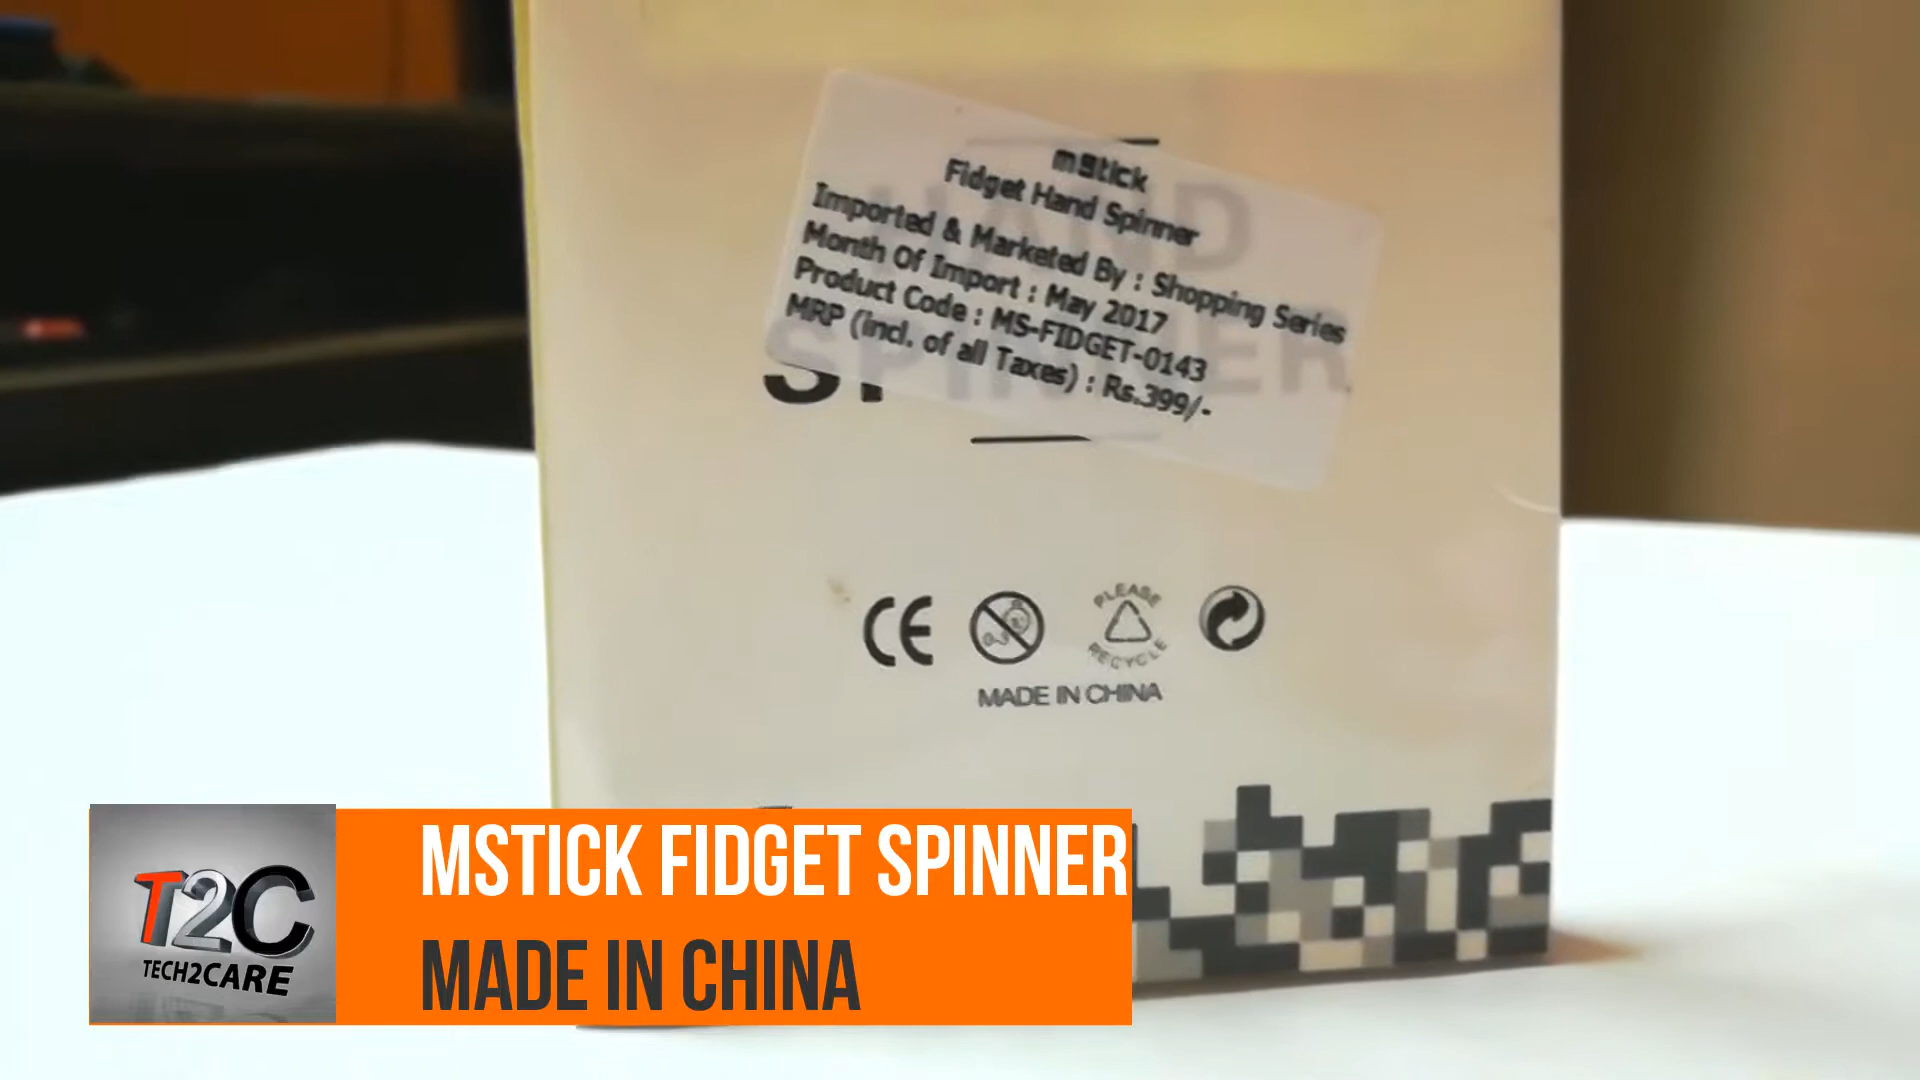 mstick
Fidget Hand Spinner
Imported & Marketed By : Shopping Series
Month Of Import : May 2017
Product Code : MS-FIDGET-0143
MRP (incl. of all Taxes) : Rs.399/-
HAND
SPINNER
CE
PLEASE
RECYCLE
MADE IN CHINA
T2C
TECH2CARE
MSTICK FIDGET SPINNER
MADE IN CHINA